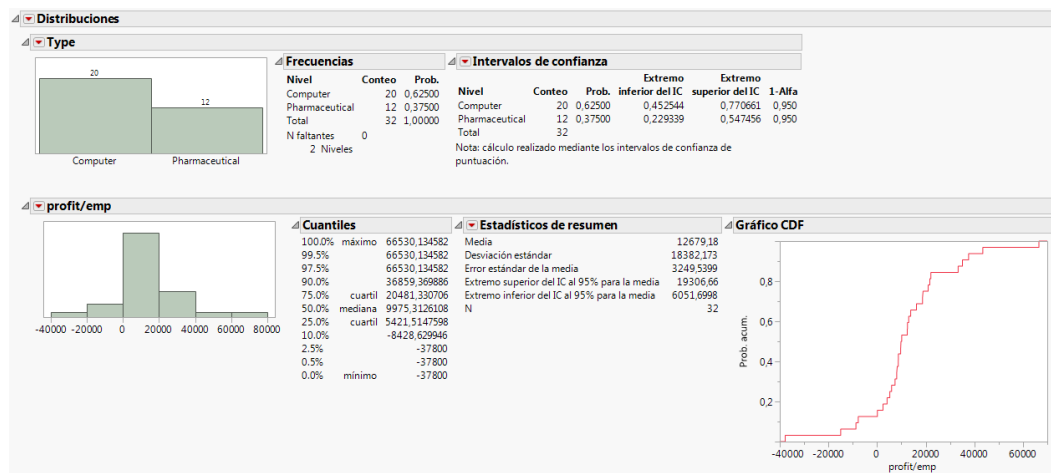 Distribuciones
Type
20
12
Computer Pharmaceutical
Frecuencias
Nivel Conteo Prob.
Computer 20 0,62500
Pharmaceutical 12 0,37500
Total 32 1,00000
N faltantes 0
2 Niveles
Intervalos de confianza
Extremo Extremo
Nivel Conteo Prob. inferior del IC superior del IC 1-Alfa
Computer 20 0,62500 0,452544 0,770661 0,950
Pharmaceutical 12 0,37500 0,229339 0,547456 0,950
Total 32
Nota: cálculo realizado mediante los intervalos de confianza de
puntuación.
profit/emp
-40000 -20000 0 20000 40000 60000 80000
Cuantiles
100.0% máximo 66530,134582
99.5% 66530,134582
97.5% 66530,134582
90.0% 36859,369886
75.0% cuartil 20481,330706
50.0% mediana 9975,3126108
25.0% cuartil 5421,5147598
10.0% -8428,629946
2.5% -37800
0.5% -37800
0.0% mínimo -37800
Estadísticos de resumen
Media 12679,18
Desviación estándar 18382,173
Error estándar de la media 3249,5399
Extremo superior del IC al 95% para la media 19306,66
Extremo inferior del IC al 95% para la media 6051,6998
N 32
Gráfico CDF
Prob. acum.
0,8
0,6
0,4
0,2
-40000 -20000 0 20000 40000 60000
profit/emp